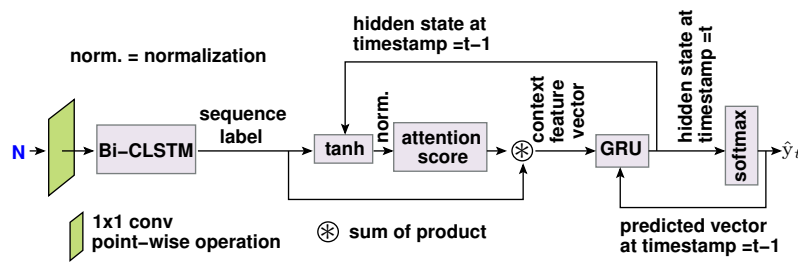 hidden state at
timestamp =t−1
norm. = normalization
hidden state at
timestamp =t
sequence
label
norm.
context
feature
vector
N
Bi−CLSTM
tanh
attention
score
GRU
softmax
ŷ t
1x1 conv
point−wise operation
sum of product
predicted vector
at timestamp =t−1